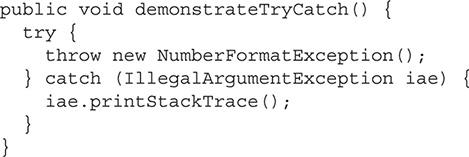 public void demonstrateTryCatch() {
  try {
    throw new NumberFormatException();
  } catch (IllegalArgumentException iae) {
    iae.printStackTrace();
  }
}